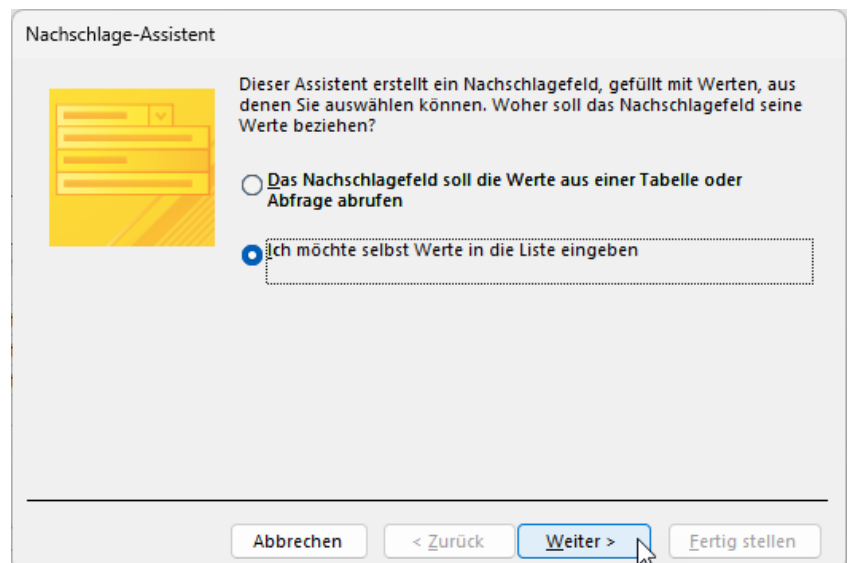 Nachschlage-Assistent
Dieser Assistent erstellt ein Nachschlagefeld, gefüllt mit Werten, aus
denen Sie auswählen können. Woher soll das Nachschlagefeld seine
Werte beziehen?
Das Nachschlagefeld soll die Werte aus einer Tabelle oder
Abfrage abrufen
Ich möchte selbst Werte in die Liste eingeben
Abbrechen < Zurück Weiter > Fertig stellen